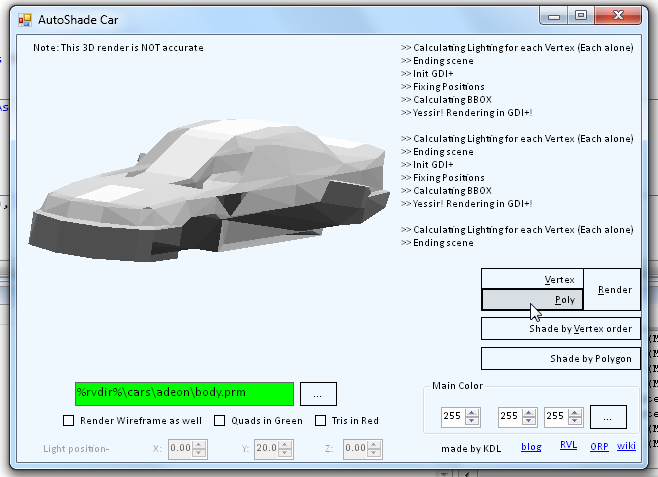 AutoShade Car
Note: This 3D render is NOT accurate
>> Calculating Lighting for each Vertex (Each alone)
>> Ending scene
>> Init GDI+
>> Fixing Positions
>> Calculating BBOX
>> Yessir! Rendering in GDI+!
>> Calculating Lighting for each Vertex (Each alone)
>> Ending scene
>> Init GDI+
>> Fixing Positions
>> Calculating BBOX
>> Yessir! Rendering in GDI+!
>> Calculating Lighting for each Vertex (Each alone)
>> Ending scene
Vertex
Poly
Render
Shade by Vertex order
Shade by Polygon
%rvdir%\cars\adeon\body.prm
...
Render Wireframe as well
Quads in Green
Tris in Red
Main Color
255
255
255
...
Light position-
X:
0.00
Y:
20.0
Z:
0.00
made by KDL
blog
RVL
ORP
wiki